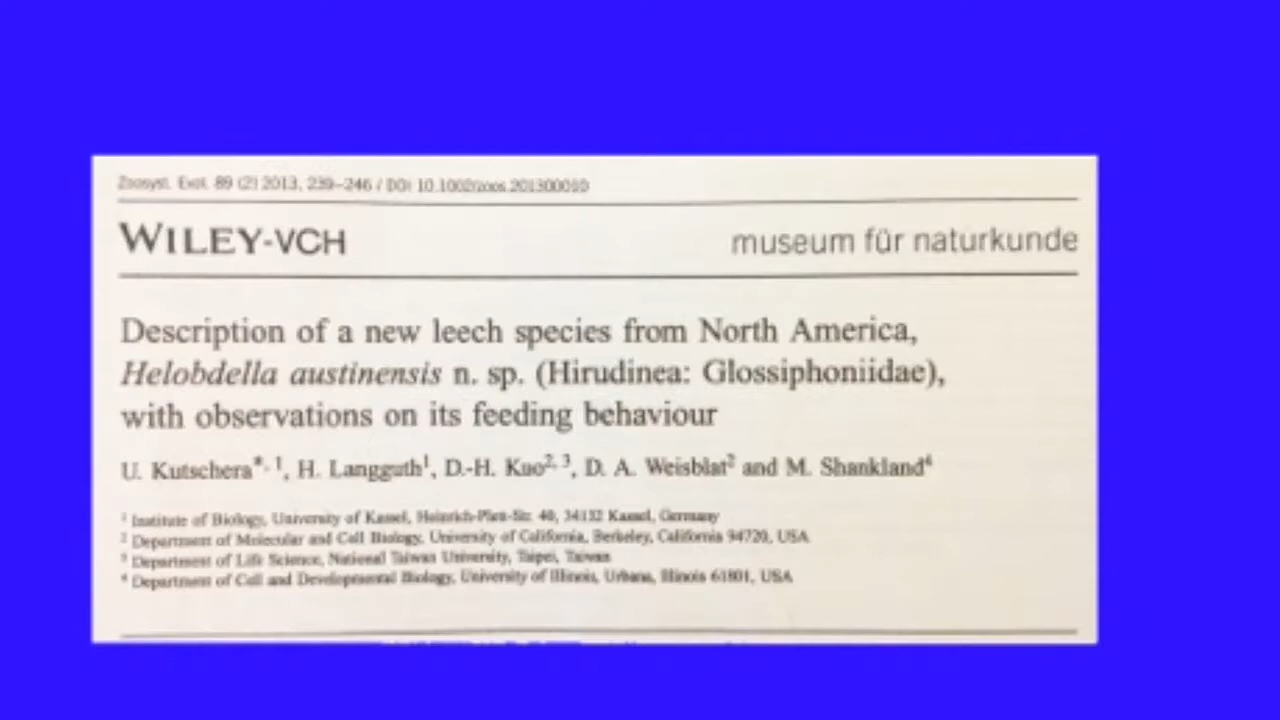 Zoosyst. Evol. 89 (2) 2013, 239–246 / DOI 10.1002/zoos.201300010
WILEY-VCH
museum für naturkunde
Description of a new leech species from North America,
Helobdella austinensis n. sp. (Hirudinea: Glossiphoniidae),
with observations on its feeding behaviour
U. Kutschera*, 1, H. Langguth1, D.-H. Kuo2, 3, D. A. Weisblat2 and M. Shankland4
1 Institute of Biology, University of Kassel, Heinrich-Plett-Str. 40, 34132 Kassel, Germany
2 Department of Molecular and Cell Biology, University of California, Berkeley, California 94720, USA
3 Department of Life Science, National Taiwan University, Taipei, Taiwan
4 Department of Cell and Developmental Biology, University of Illinois, Urbana, Illinois 61801, USA